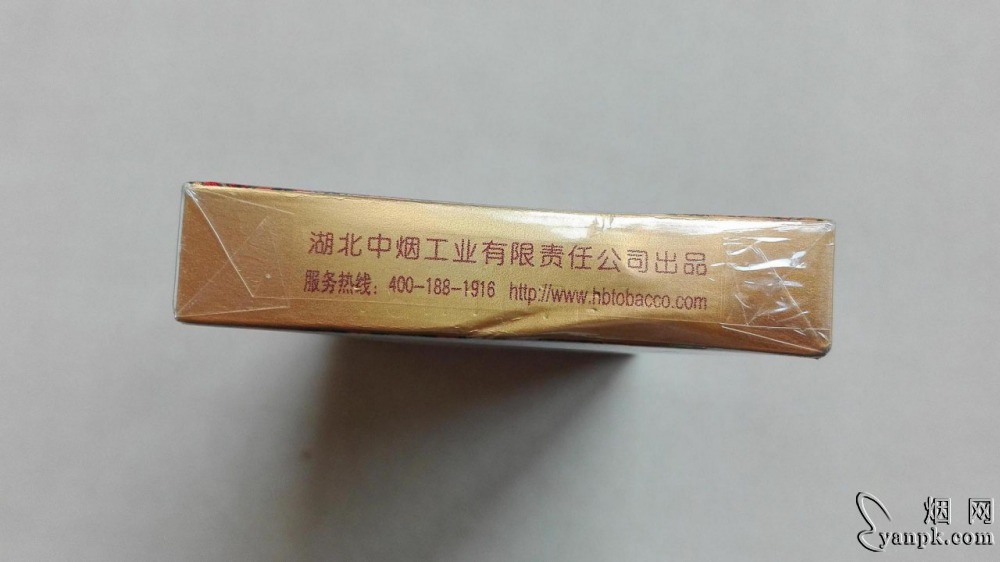 湖北中烟工业有限责任公司出品
服务热线：400-188-1916 http://www.hbtobacco.com
烟网
yanpk.com